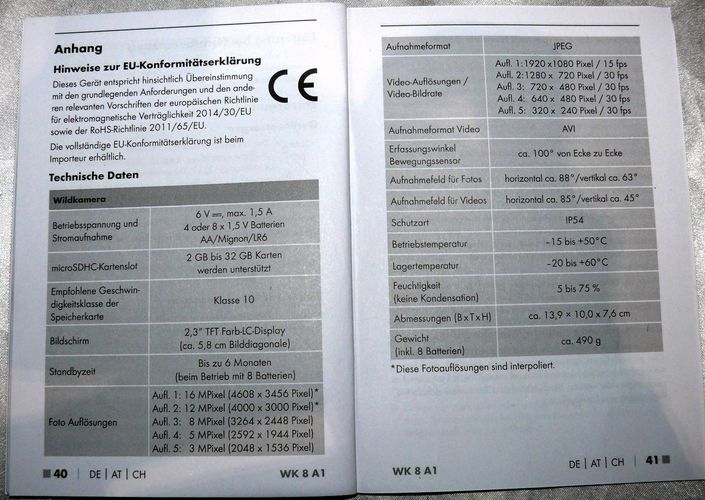 Anhang
Hinweise zur EU-Konformitätserklärung
Dieses Gerät entspricht hinsichtlich Übereinstimmung
mit den grundlegenden Anforderungen und den ande-
ren relevanten Vorschriften der europäischen Richtlinie
für elektromagnetische Verträglichkeit 2014/30/EU
sowie der RoHS-Richtlinie 2011/65/EU.
CE
Die vollständige EU-Konformitätserklärung ist beim
Importeur erhältlich.
Technische Daten
Wildkamera
Betriebsspannung und
Stromaufnahme
6 V ⎓, max. 1,5 A
4 oder 8 x 1,5 V Batterien
AA/Mignon/LR6
microSDHC-Kartenslot
2 GB bis 32 GB Karten
werden unterstützt
Empfohlene Geschwin-
digkeitsklasse der
Speicherkarte
Klasse 10
Bildschirm
2,3" TFT Farb-LC-Display
(ca. 5,8 cm Bilddiagonale)
Standbyzeit
Bis zu 6 Monaten
(beim Betrieb mit 8 Batterien)
Foto Auflösungen
Aufl. 1: 16 MPixel (4608 x 3456 Pixel)*
Aufl. 2: 12 MPixel (4000 x 3000 Pixel)*
Aufl. 3: 8 MPixel (3264 x 2448 Pixel)
Aufl. 4: 5 MPixel (2592 x 1944 Pixel)
Aufl. 5: 3 MPixel (2048 x 1536 Pixel)
40 | DE | AT | CH
WK 8 A1
Aufnahmeformat
JPEG
Video-Auflösungen /
Video-Bildrate
Aufl. 1:1920 x1080 Pixel / 15 fps
Aufl. 2:1280 x 720 Pixel / 30 fps
Aufl. 3: 720 x 480 Pixel / 30 fps
Aufl. 4: 640 x 480 Pixel / 30 fps
Aufl. 5: 320 x 240 Pixel / 30 fps
Aufnahmeformat Video
AVI
Erfassungswinkel
Bewegungssensor
ca. 100° von Ecke zu Ecke
Aufnahmefeld für Fotos
horizontal ca. 88°/vertikal ca. 63°
Aufnahmefeld für Videos
horizontal ca. 85°/vertikal ca. 45°
Schutzart
IP54
Betriebstemperatur
–15 bis +50°C
Lagertemperatur
–20 bis +60°C
Feuchtigkeit
(keine Kondensation)
5 bis 75 %
Abmessungen (B x T x H)
ca. 13,9 × 10,0 x 7,6 cm
Gewicht
(inkl. 8 Batterien)
ca. 490 g
*Diese Fotoauflösungen sind interpoliert.
WK 8 A1
DE | AT | CH | 41